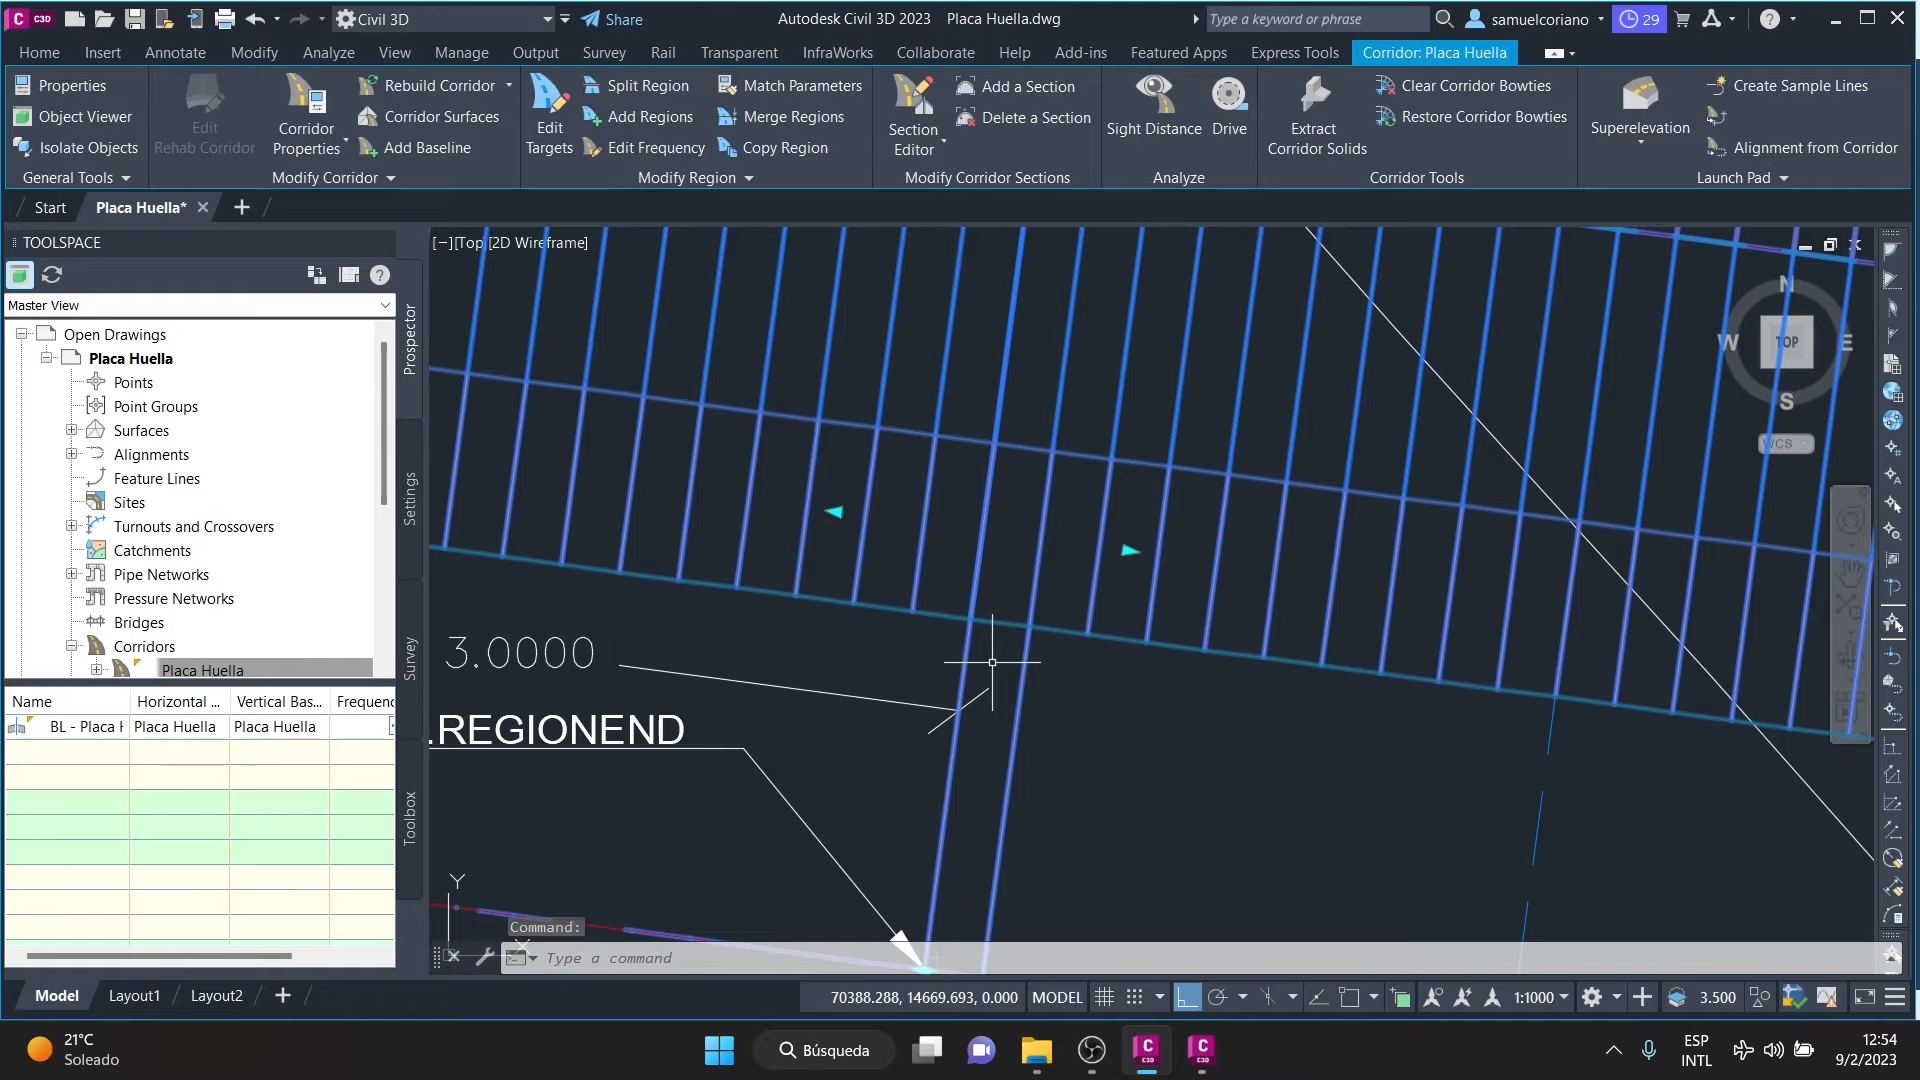 C3D
Civil 3D
Share
Autodesk Civil 3D 2023 Placa Huella.dwg
Type a keyword or phrase
samuelcoriano
29
Home Insert Annotate Modify Analyze View Manage Output Survey Rail Transparent InfraWorks Collaborate Help Add-ins Featured Apps Express Tools Corridor: Placa Huella
Properties
Object Viewer
Isolate Objects
General Tools
Edit
Rehab Corridor
Corridor
Properties
Rebuild Corridor
Corridor Surfaces
Add Baseline
Modify Corridor
Edit
Targets
Split Region
Add Regions
Edit Frequency
Match Parameters
Merge Regions
Copy Region
Modify Region
Section
Editor
Add a Section
Delete a Section
Modify Corridor Sections
Sight Distance
Drive
Analyze
Extract
Corridor Solids
Clear Corridor Bowties
Restore Corridor Bowties
Corridor Tools
Superelevation
Create Sample Lines
Alignment from Corridor
Launch Pad
Start
Placa Huella*
TOOLSPACE
[−][Top][2D Wireframe]
Master View
Open Drawings
Placa Huella
Points
Point Groups
Surfaces
Alignments
Feature Lines
Sites
Turnouts and Crossovers
Catchments
Pipe Networks
Pressure Networks
Bridges
Corridors
Placa Huella
Prospector
Settings
Survey
Toolbox
Name Horizontal ... Vertical Bas... Frequenc
BL - Placa H Placa Huella Placa Huella
N
W TOP E
S
WCS
3.0000
.REGIONEND
Y
Command:
Type a command
Model Layout1 Layout2
70388.288, 14669.693, 0.000 MODEL
1:1000
3.500
21°C
Soleado
Búsqueda
C3D
C3D
ESP
INTL
12:54
9/2/2023